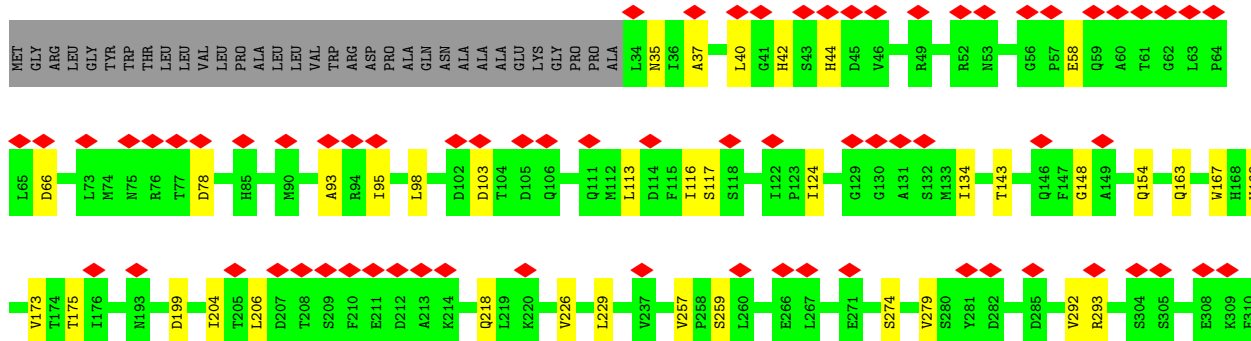 MET GLY ARG LEU GLY TYR TRP THR LEU LEU VAL LEU PRO ALA LEU LEU VAL TRP ARG ASP PRO ALA GLN ASN ALA ALA ALA GLU LYS GLY PRO PRO ALA L34 N35 I36 A37 L40 G41 H42 S43 H44 D45 V46 R49 R52 N53 G56 P57 E58 Q59 A60 T61 G62 L63 P64
L65 D66 L73 M74 N75 R76 T77 D78 H85 M90 A93 R94 I95 L98 D102 D103 T104 D105 Q106 Q111 M112 L113 D114 F115 I116 S117 S118 I122 P123 I124 G129 G130 A131 S132 M133 I134 T143 Q146 F147 G148 A149 Q154 Q163 W167 H168
V173 T174 T175 I176 N193 D199 I204 T205 L206 D207 T208 S209 F210 E211 D212 A213 K214 Q218 L219 K220 V226 L229 V237 V257 P258 S259 L260 E266 L267 E271 S274 V279 S280 Y281 D282 D285 V292 R293 S304 S305 E308 K309